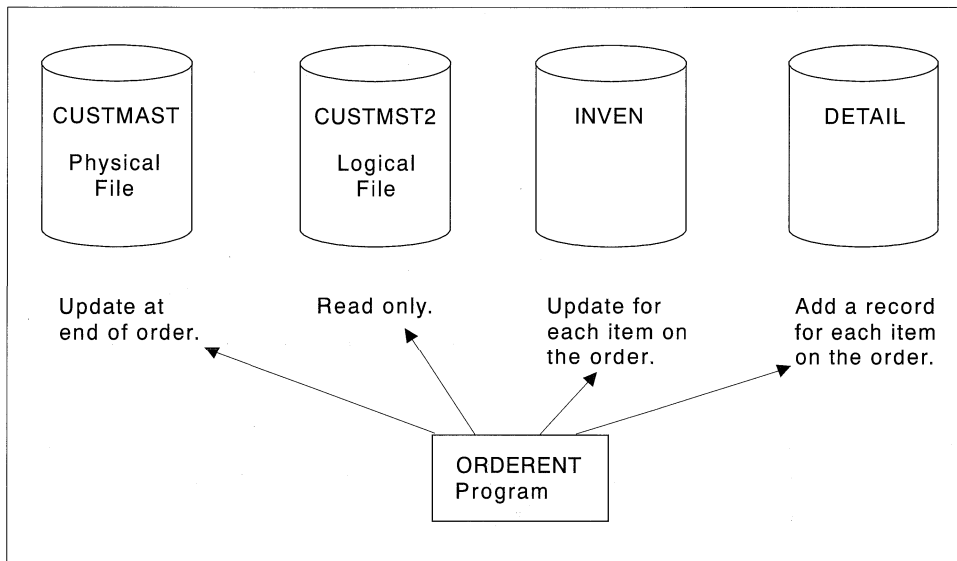 CUSTMAST
Physical
File
CUSTMST2
Logical
File
INVEN
DETAIL
Update at
end of order.
Read only.
Update for
each item on
the order.
Add a record
for each item
on the order.
ORDERENT
Program